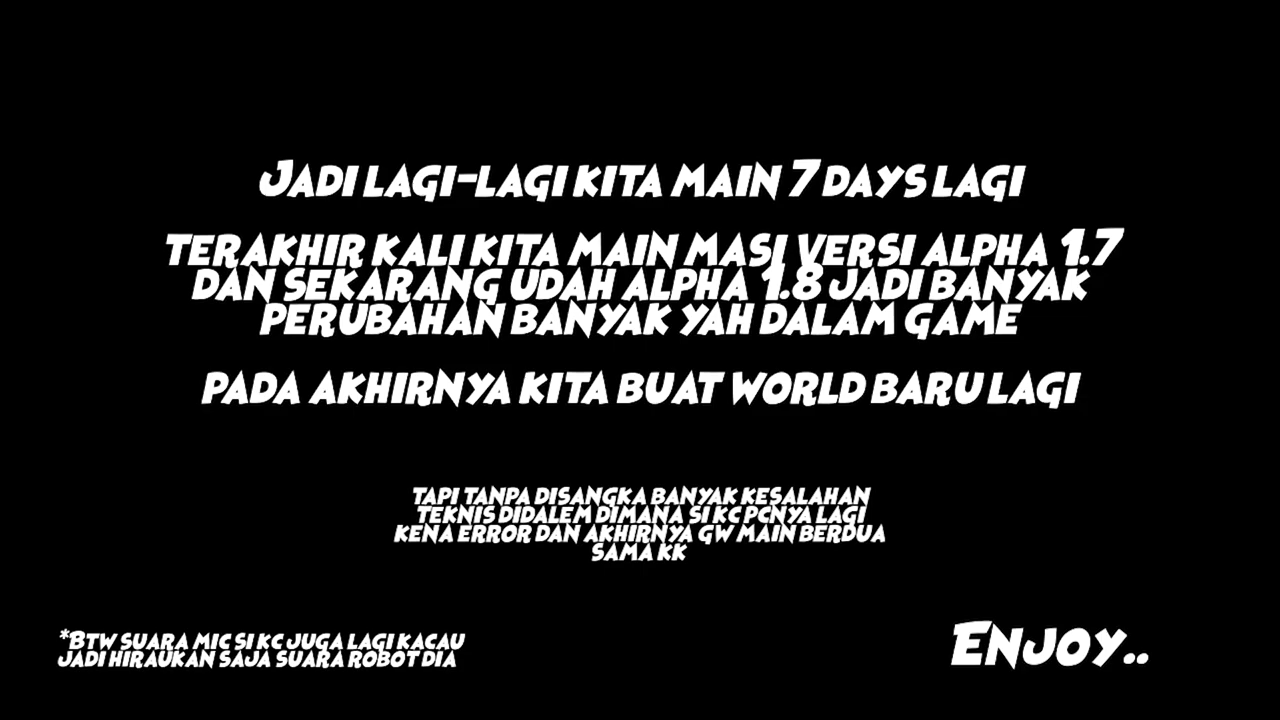 Jadi lagi-lagi kita main 7 days lagi
terakhir kali kita main masi versi alpha 1.7
dan sekarang udah alpha 1.8 jadi banyak
perubahan banyak yah dalam game
pada akhirnya kita buat world baru lagi
tapi tanpa disangka banyak kesalahan
teknis didalem dimana si kc pcnya lagi
kena error dan akhirnya gw main berdua
sama kk
*Btw suara mic si kc juga lagi kacau
jadi hiraukan saja suara robot dia
Enjoy..